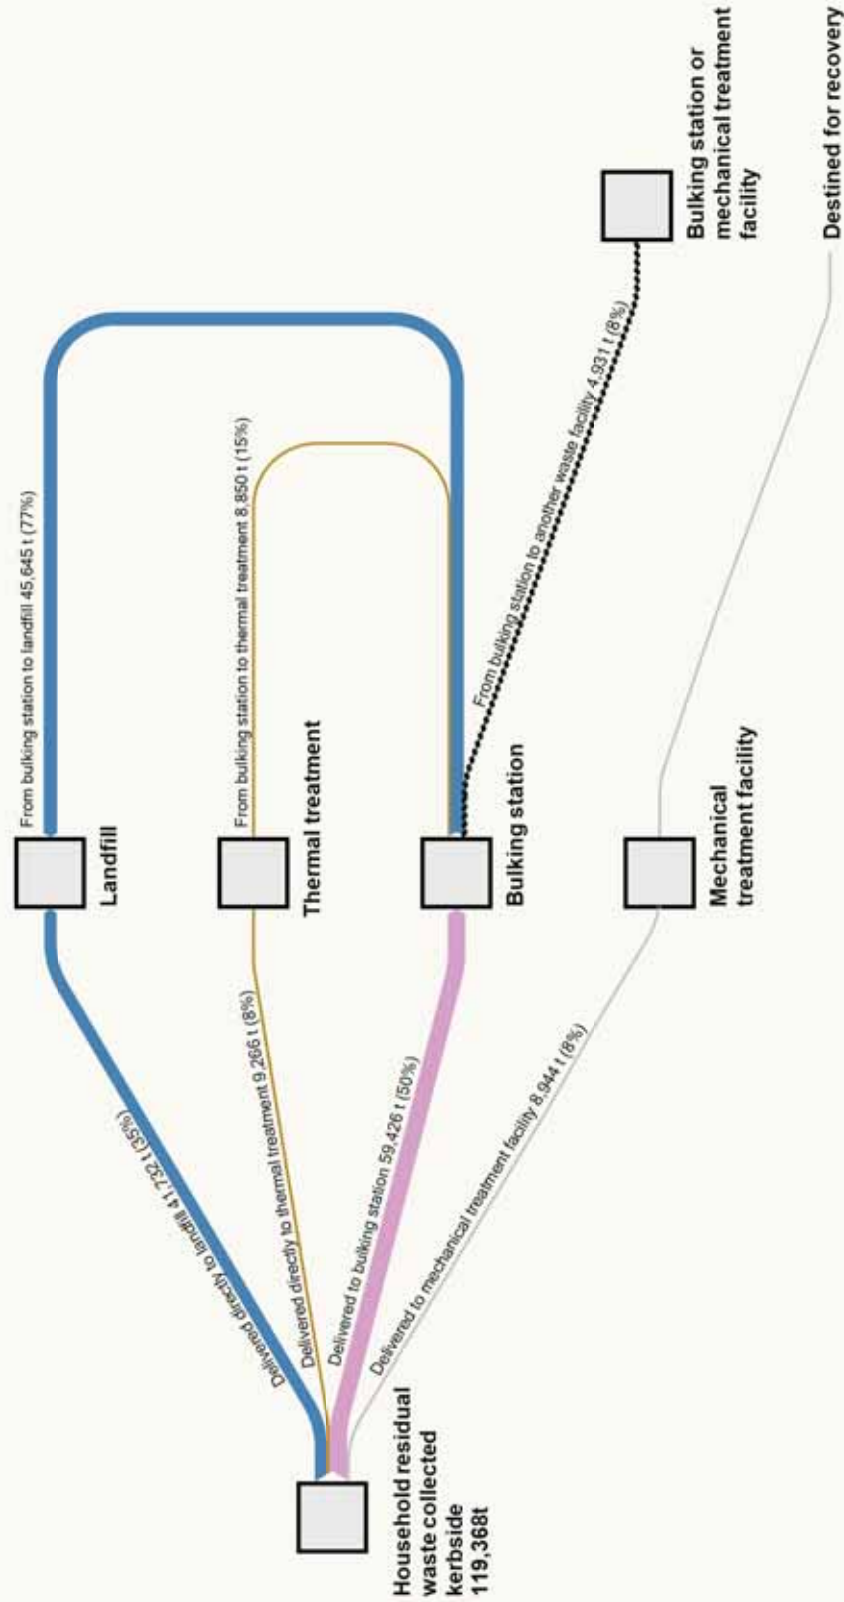 Household residual
waste collected
kerbside
119,368t
Delivered directly to landfill 41,732 t (35%)
Delivered directly to thermal treatment 9,266 t (8%)
Delivered to bulking station 59,426 t (50%)
Delivered to mechanical treatment facility 8,944 t (8%)
Landfill
Thermal treatment
Bulking station
Mechanical
treatment facility
From bulking station to landfill 45,645 t (77%)
From bulking station to thermal treatment 8,850 t (15%)
From bulking station to another waste facility 4,931 t (8%)
Bulking station or
mechanical treatment
facility
Destined for recovery